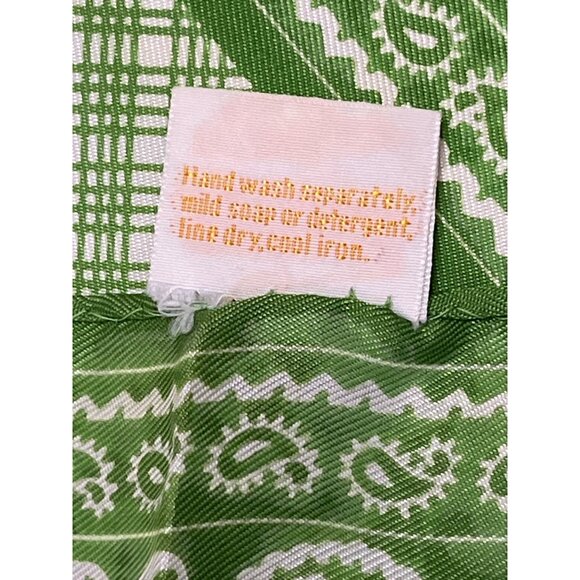 Hand wash separately,
mild soap or detergent,
line dry, cool iron.